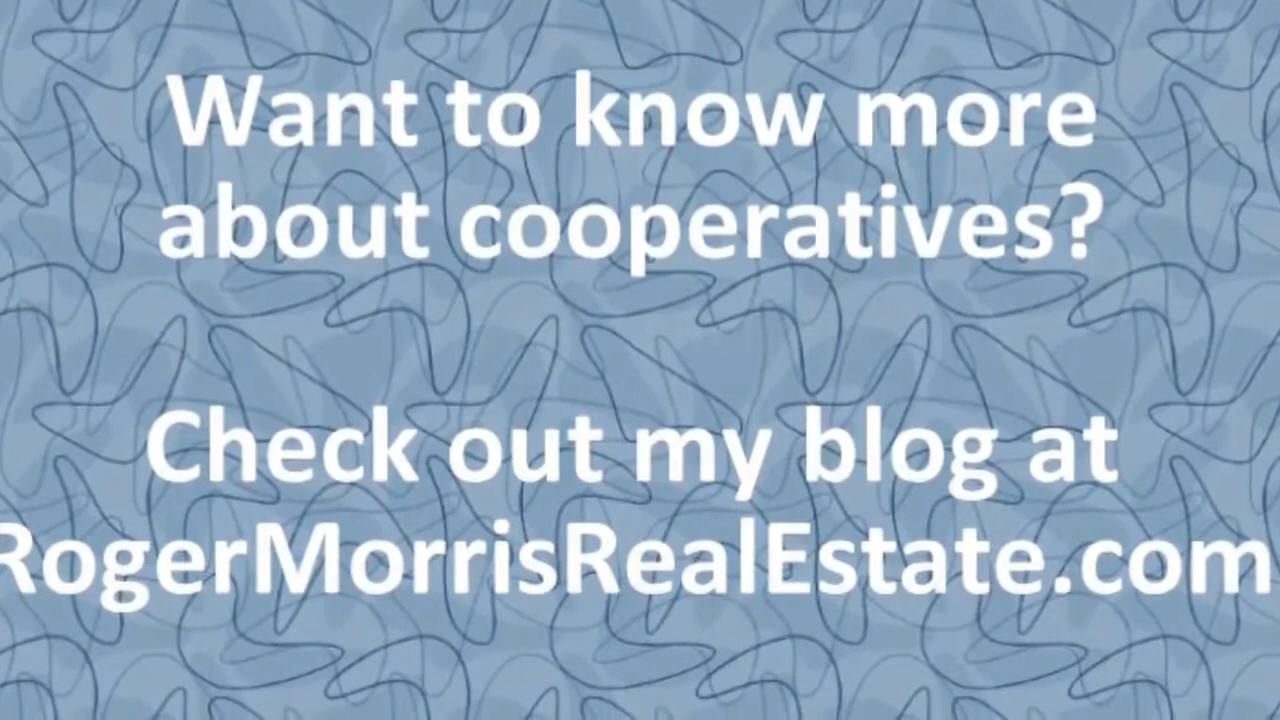 Want to know more
about cooperatives?
Check out my blog at
RogerMorrisRealEstate.com